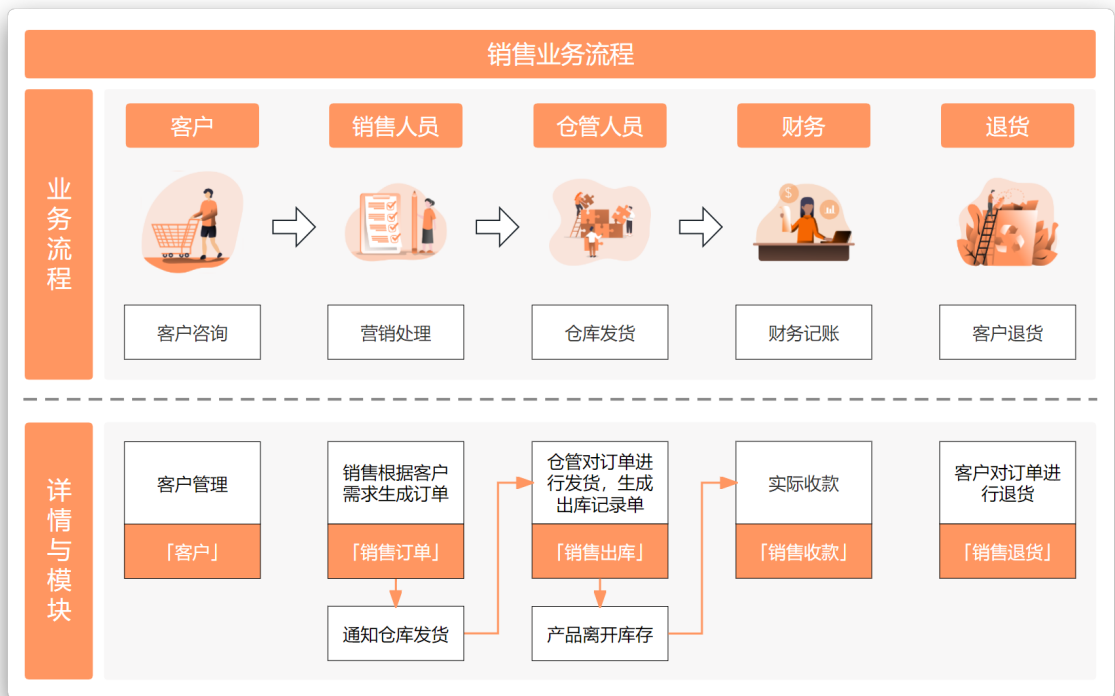 销售业务流程
业务流程
客户
销售人员
仓管人员
财务
退货
$
客户咨询
营销处理
仓库发货
财务记账
客户退货
详情与模块
客户管理
「客户」
销售根据客户
需求生成订单
「销售订单」
通知仓库发货
仓管对订单进
行发货，生成
出库记录单
「销售出库」
产品离开库存
实际收款
「销售收款」
客户对订单进
行退货
「销售退货」